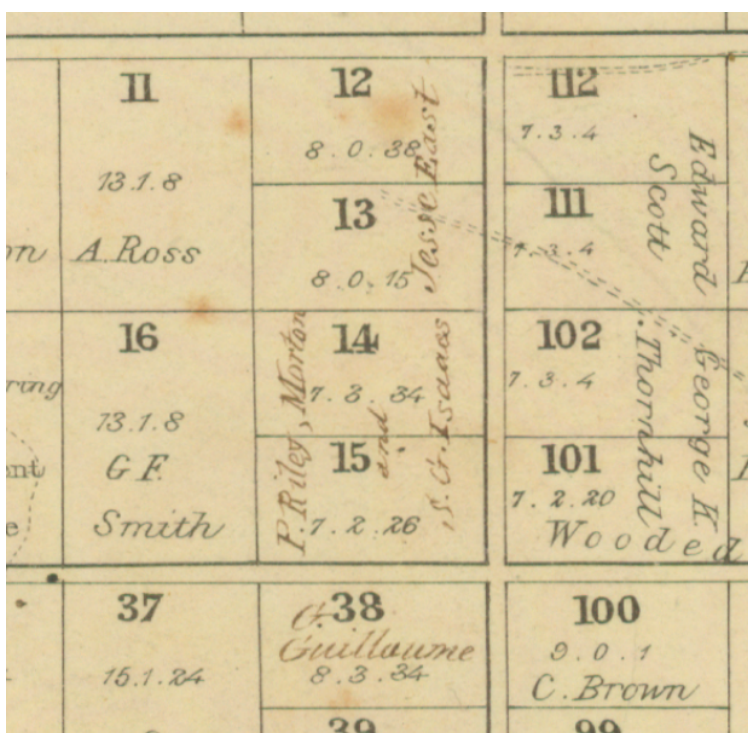 11
13.1.8
A. Ross
12
8.0.38
13
8.0.15
Jesse East
112
7.3.4
111
7.3.4
Edward
Scott
16
13.1.8
G F.
Smith
14
7.3.34
15
7.2.26
P. Riley, Morton
and
S. G. Isaacs
102
7.3.4
101
7.2.20
George K.
Thornhill
Wooded
37
15.1.24
38
G.
Guillaume
8.3.34
39
100
9.0.1
C. Brown
99